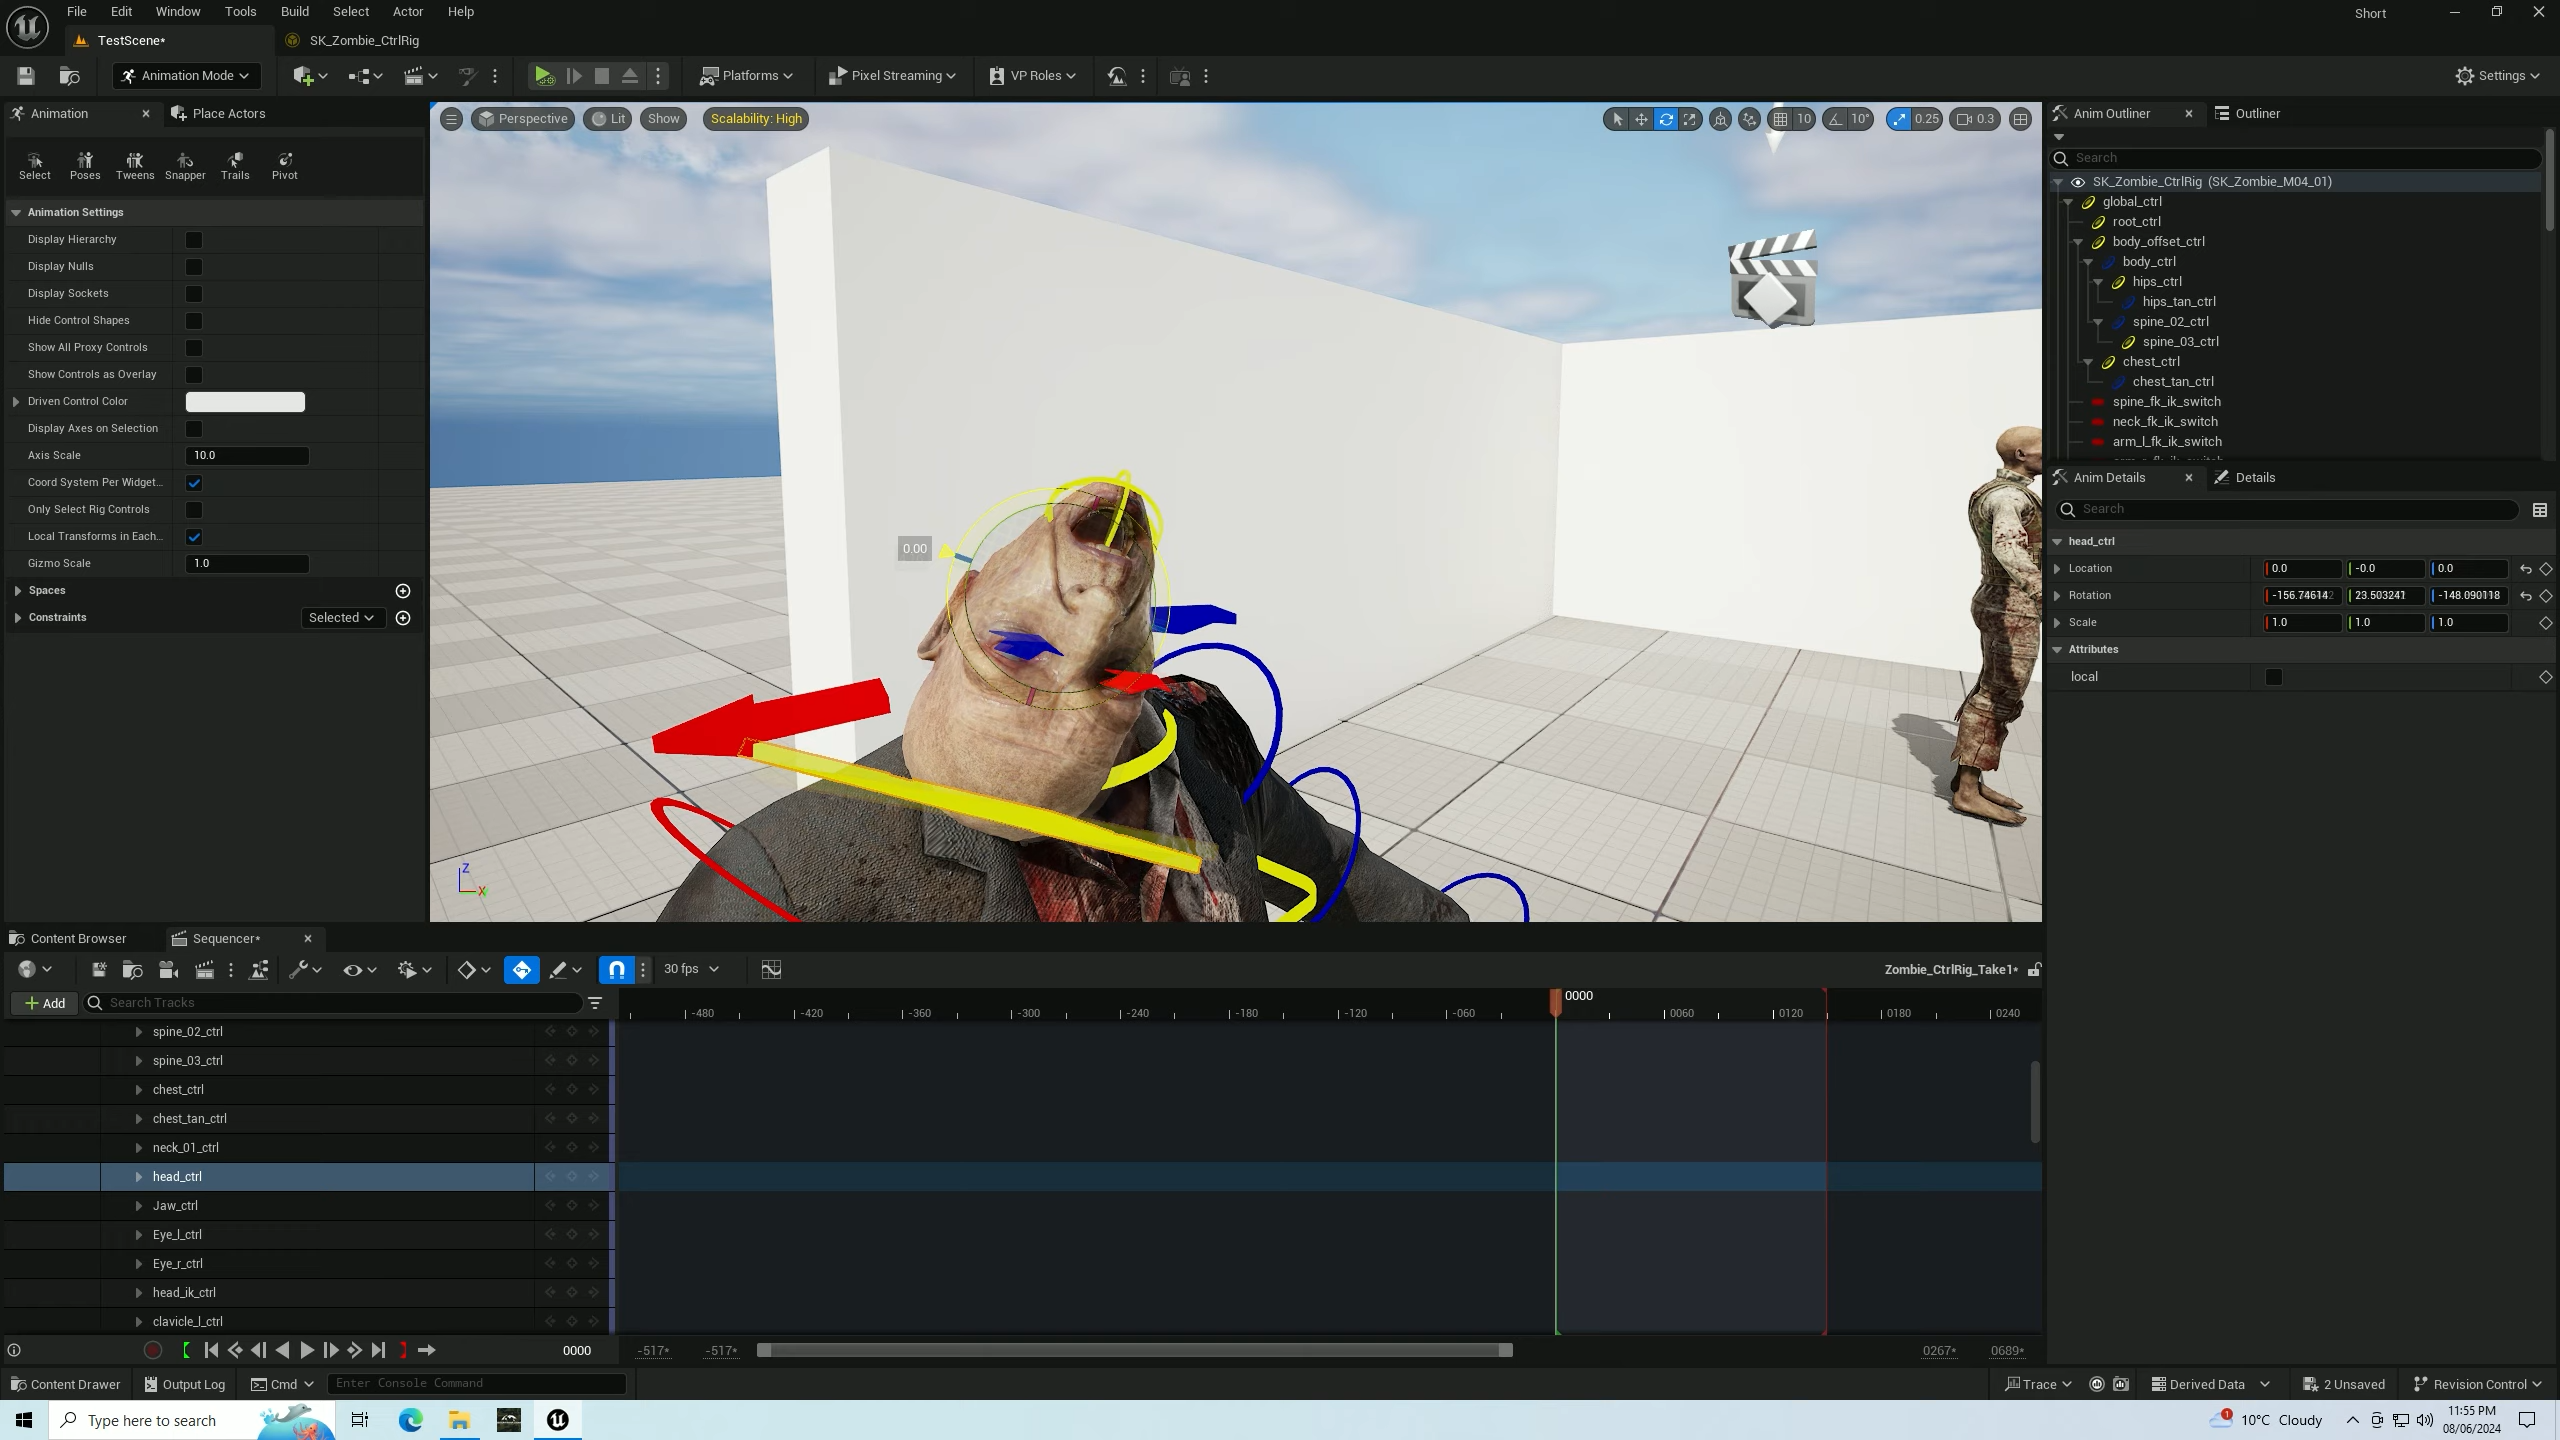 File Edit Window Tools Build Select Actor Help
Short
TestScene*
SK_Zombie_CtrlRig
Animation Mode
Platforms
Pixel Streaming
VP Roles
Settings
Animation
Place Actors
Select Poses Tweens Snapper Trails Pivot
Animation Settings
Display Hierarchy
Display Nulls
Display Sockets
Hide Control Shapes
Show All Proxy Controls
Show Controls as Overlay
Driven Control Color
Display Axes on Selection
Axis Scale 10.0
Coord System Per Widget...
Only Select Rig Controls
Local Transforms in Each...
Gizmo Scale 1.0
Spaces
Constraints Selected
Perspective Lit Show Scalability: High
10 10° 0.25 0.3
0.00
Z
X
Anim Outliner
Outliner
Search
SK_Zombie_CtrlRig (SK_Zombie_M04_01)
global_ctrl
root_ctrl
body_offset_ctrl
body_ctrl
hips_ctrl
hips_tan_ctrl
spine_02_ctrl
spine_03_ctrl
chest_ctrl
chest_tan_ctrl
spine_fk_ik_switch
neck_fk_ik_switch
arm_l_fk_ik_switch
Anim Details
Details
Search
head_ctrl
Location 0.0 -0.0 0.0
Rotation 23.503241 -148.090118
Scale 1.0 1.0 1.0
Attributes
local
Content Browser
Sequencer*
30 fps
Zombie_CtrlRig_Take1*
Add
Search Tracks
0000
-480 -420 -360 -300 -240 -180 -120 -060 0060 0120 0180 0240
spine_02_ctrl
spine_03_ctrl
chest_ctrl
chest_tan_ctrl
neck_01_ctrl
head_ctrl
Jaw_ctrl
Eye_l_ctrl
Eye_r_ctrl
head_ik_ctrl
clavicle_l_ctrl
0000
-517* -517* 0267* 0689*
Content Drawer
Output Log
Cmd
Enter Console Command
Trace
Derived Data
2 Unsaved
Revision Control
Type here to search
1
10°C Cloudy
11:55 PM
08/06/2024